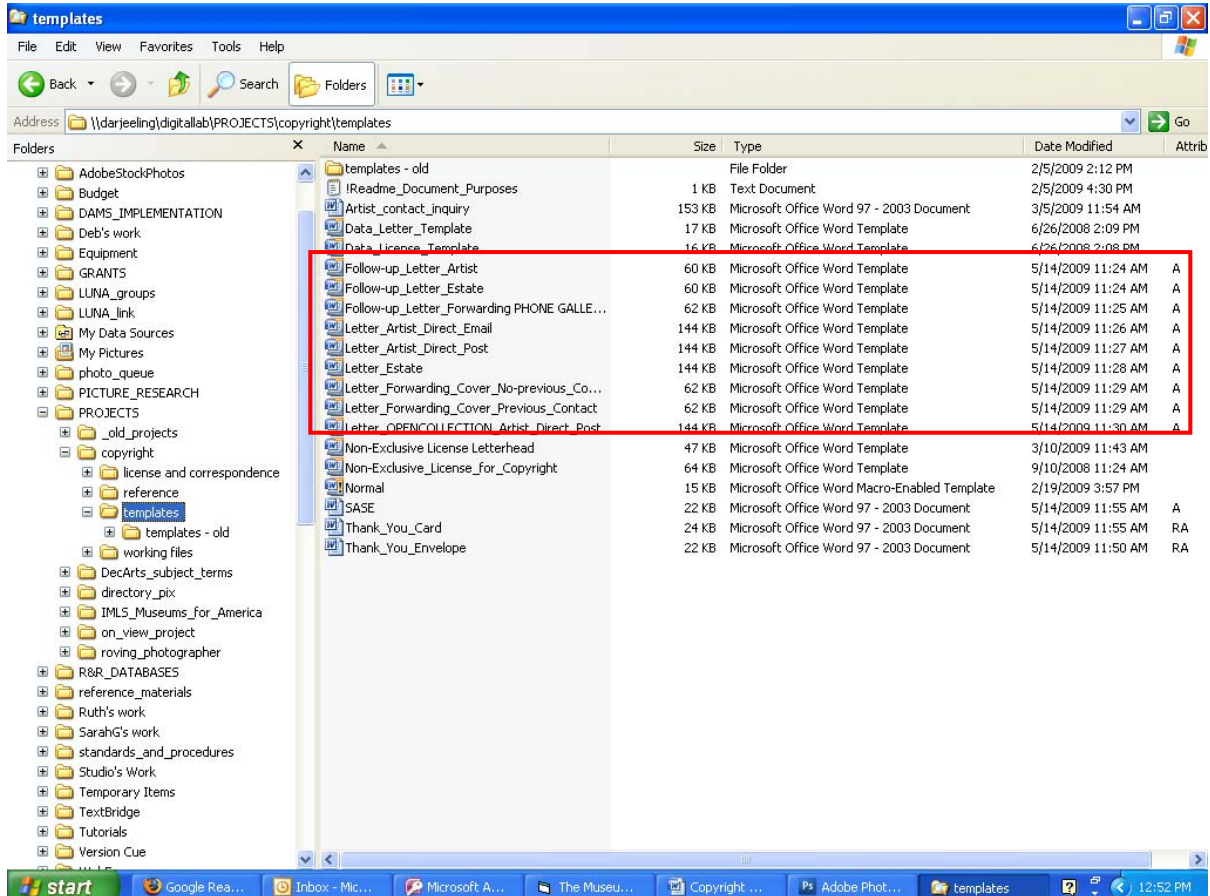 templates
File Edit View Favorites Tools Help
Back Search Folders
Address \\darjeeling\digitallab\PROJECTS\copyright\templates Go
Folders
AdobeStockPhotos
Budget
DAMS_IMPLEMENTATION
Deb's work
Equipment
GRANTS
LUNA_groups
LUNA_link
My Data Sources
My Pictures
photo_queue
PICTURE_RESEARCH
PROJECTS
_old_projects
copyright
license and correspondence
reference
templates
templates - old
working files
DecArts_subject_terms
directory_pix
IMLS_Museums_for_America
on_view_project
roving_photographer
R&R_DATABASES
reference_materials
Ruth's work
SarahG's work
standards_and_procedures
Studio's Work
Temporary Items
TextBridge
Tutorials
Version Cue
Name Size Type Date Modified Attrib
templates - old File Folder 2/5/2009 2:12 PM
!Readme_Document_Purposes 1 KB Text Document 2/5/2009 4:30 PM
Artist_contact_inquiry 153 KB Microsoft Office Word 97 - 2003 Document 3/5/2009 11:54 AM
Data_Letter_Template 17 KB Microsoft Office Word Template 6/26/2008 2:09 PM
Data_License_Template 16 KB Microsoft Office Word Template 6/26/2008 2:08 PM
Follow-up_Letter_Artist 60 KB Microsoft Office Word Template 5/14/2009 11:24 AM A
Follow-up_Letter_Estate 60 KB Microsoft Office Word Template 5/14/2009 11:24 AM A
Follow-up_Letter_Forwarding PHONE GALLE... 62 KB Microsoft Office Word Template 5/14/2009 11:25 AM A
Letter_Artist_Direct_Email 144 KB Microsoft Office Word Template 5/14/2009 11:26 AM A
Letter_Artist_Direct_Post 144 KB Microsoft Office Word Template 5/14/2009 11:27 AM A
Letter_Estate 144 KB Microsoft Office Word Template 5/14/2009 11:28 AM A
Letter_Forwarding_Cover_No-previous_Co... 62 KB Microsoft Office Word Template 5/14/2009 11:29 AM A
Letter_Forwarding_Cover_Previous_Contact 62 KB Microsoft Office Word Template 5/14/2009 11:29 AM A
Letter_OPENCOLLECTION_Artist_Direct_Post 144 KB Microsoft Office Word Template 5/14/2009 11:30 AM A
Non-Exclusive License Letterhead 47 KB Microsoft Office Word Template 3/10/2009 11:43 AM
Non-Exclusive_License_for_Copyright 64 KB Microsoft Office Word Template 9/10/2008 11:24 AM
Normal 15 KB Microsoft Office Word Macro-Enabled Template 2/19/2009 3:57 PM
SASE 22 KB Microsoft Office Word 97 - 2003 Document 5/14/2009 11:55 AM A
Thank_You_Card 24 KB Microsoft Office Word 97 - 2003 Document 5/14/2009 11:55 AM RA
Thank_You_Envelope 22 KB Microsoft Office Word 97 - 2003 Document 5/14/2009 11:50 AM RA
start Google Rea... Inbox - Mic... Microsoft A... The Museu... Copyright ... Adobe Phot... templates 12:52 PM